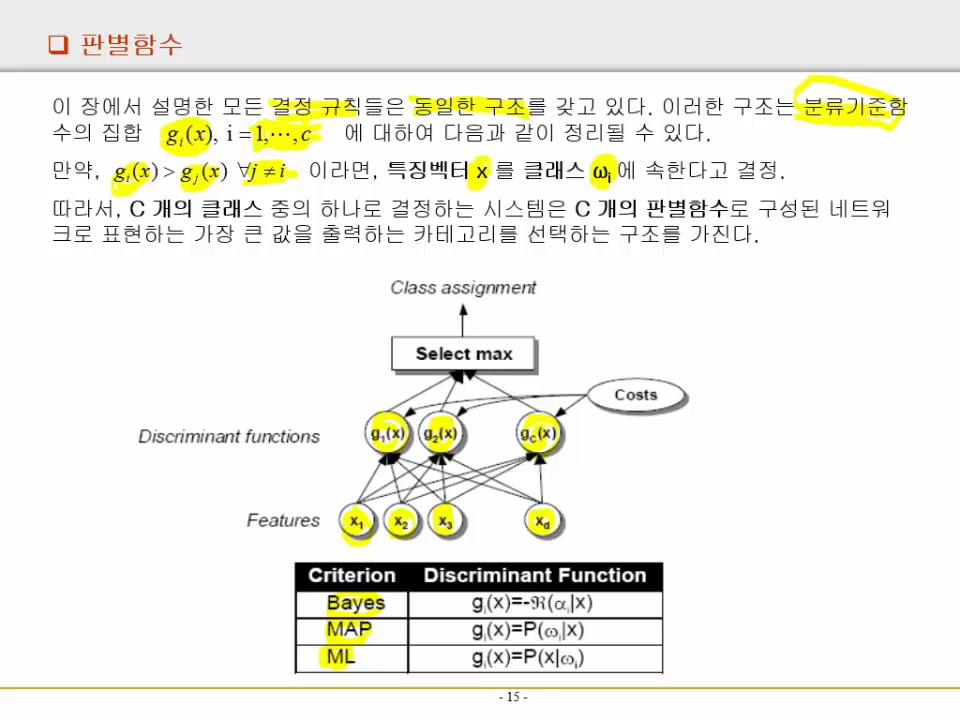 ❑ 판별함수
이 장에서 설명한 모든 결정 규칙들은 동일한 구조를 갖고 있다. 이러한 구조는 분류기준함
수의 집합 gᵢ(x), i = 1,⋯, c 에 대하여 다음과 같이 정리될 수 있다.
만약, gᵢ(x) > gⱼ(x) ∀j ≠ i 이라면, 특징벡터 x 를 클래스 ωᵢ 에 속한다고 결정.
따라서, C 개의 클래스 중의 하나로 결정하는 시스템은 C 개의 판별함수로 구성된 네트워
크로 표현하는 가장 큰 값을 출력하는 카테고리를 선택하는 구조를 가진다.
Class assignment
Select max
Costs
Discriminant functions g₁(x) g₂(x) g_C(x)
Features x₁ x₂ x₃ x_d
Criterion Discriminant Function
Bayes gᵢ(x)=-ℜ(αᵢ|x)
MAP gᵢ(x)=P(ωᵢ|x)
ML gᵢ(x)=P(x|ωᵢ)
- 15 -